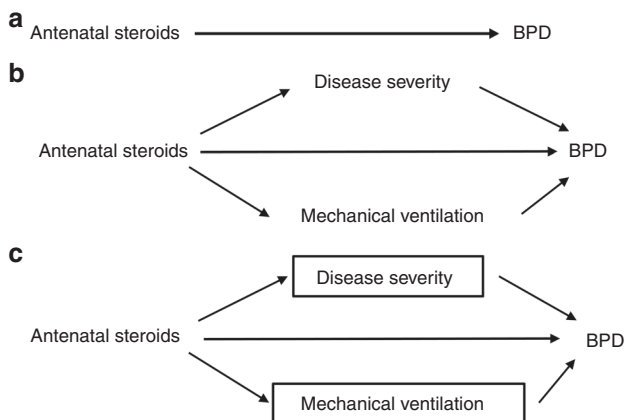 a
Antenatal steroids BPD
b
Disease severity
Antenatal steroids BPD
Mechanical ventilation
c
Disease severity
Antenatal steroids BPD
Mechanical ventilation